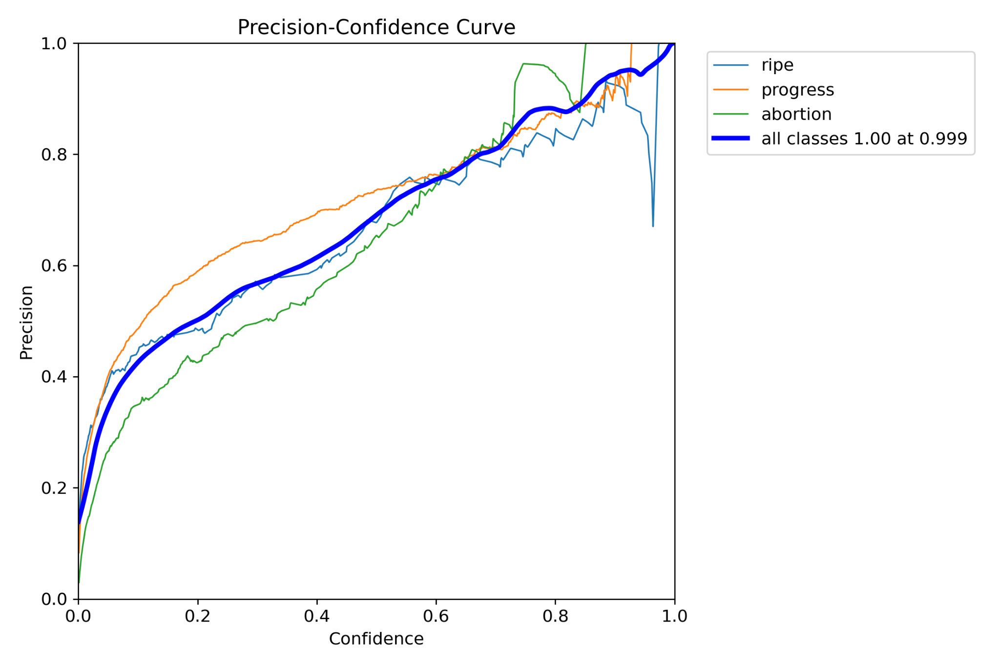 Precision-Confidence Curve
1.0
0.8
0.6
0.4
0.2
0.0
Precision
0.0 0.2 0.4 0.6 0.8 1.0
Confidence
ripe
progress
abortion
all classes 1.00 at 0.999